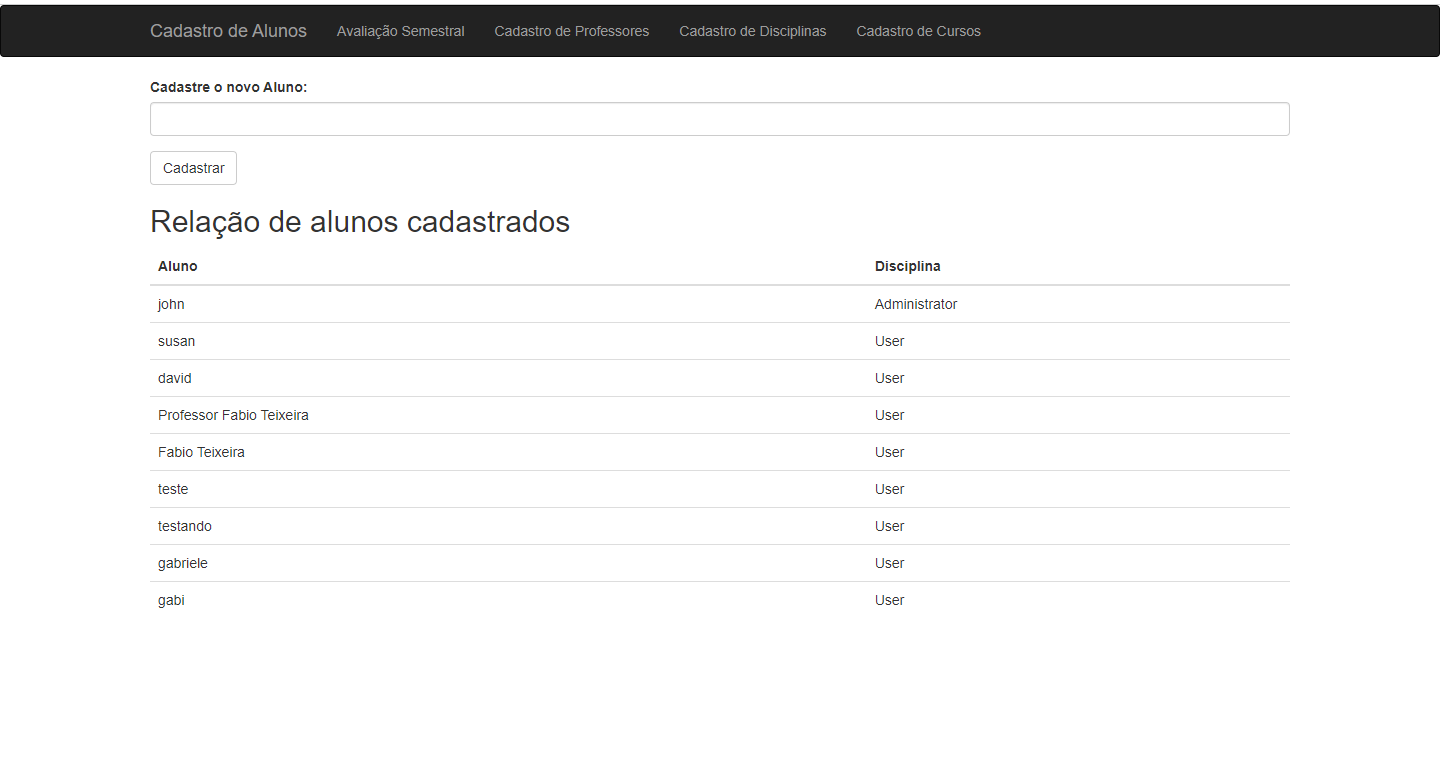 Cadastro de Alunos Avaliação Semestral Cadastro de Professores Cadastro de Disciplinas Cadastro de Cursos
Cadastre o novo Aluno:
Cadastrar
Relação de alunos cadastrados
Aluno Disciplina
john Administrator
susan User
david User
Professor Fabio Teixeira User
Fabio Teixeira User
teste User
testando User
gabriele User
gabi User